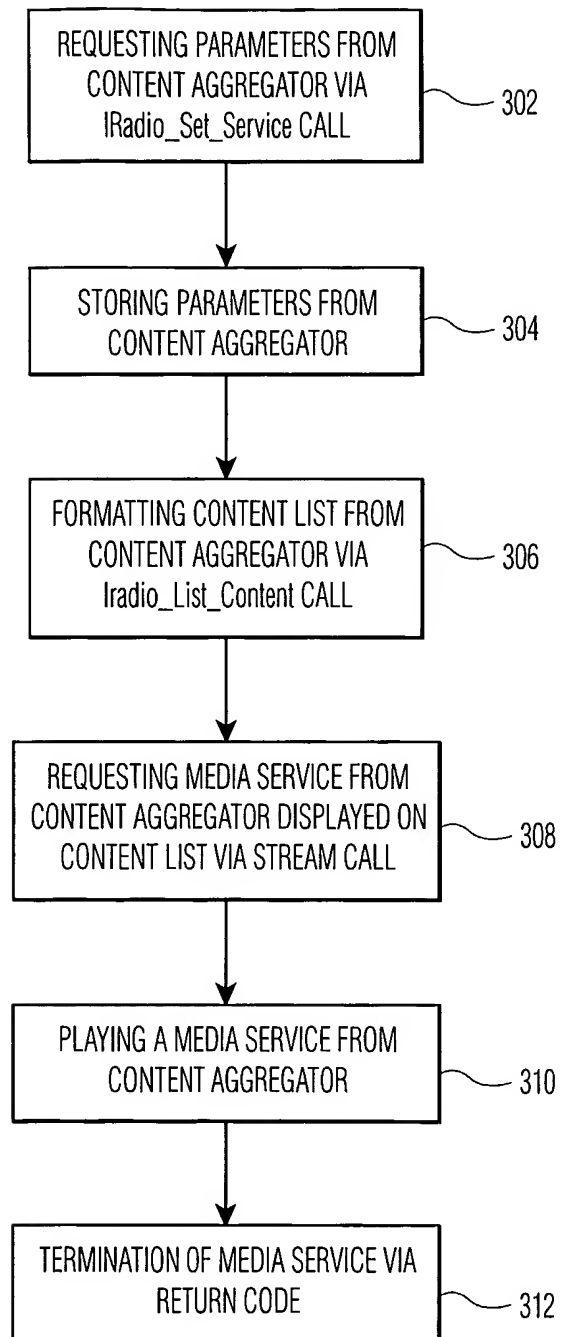 REQUESTING PARAMETERS FROM
CONTENT AGGREGATOR VIA
IRadio_Set_Service CALL
302
STORING PARAMETERS FROM
CONTENT AGGREGATOR
304
FORMATTING CONTENT LIST FROM
CONTENT AGGREGATOR VIA
Iradio_List_Content CALL
306
REQUESTING MEDIA SERVICE FROM
CONTENT AGGREGATOR DISPLAYED ON
CONTENT LIST VIA STREAM CALL
308
PLAYING A MEDIA SERVICE FROM
CONTENT AGGREGATOR
310
TERMINATION OF MEDIA SERVICE VIA
RETURN CODE
312